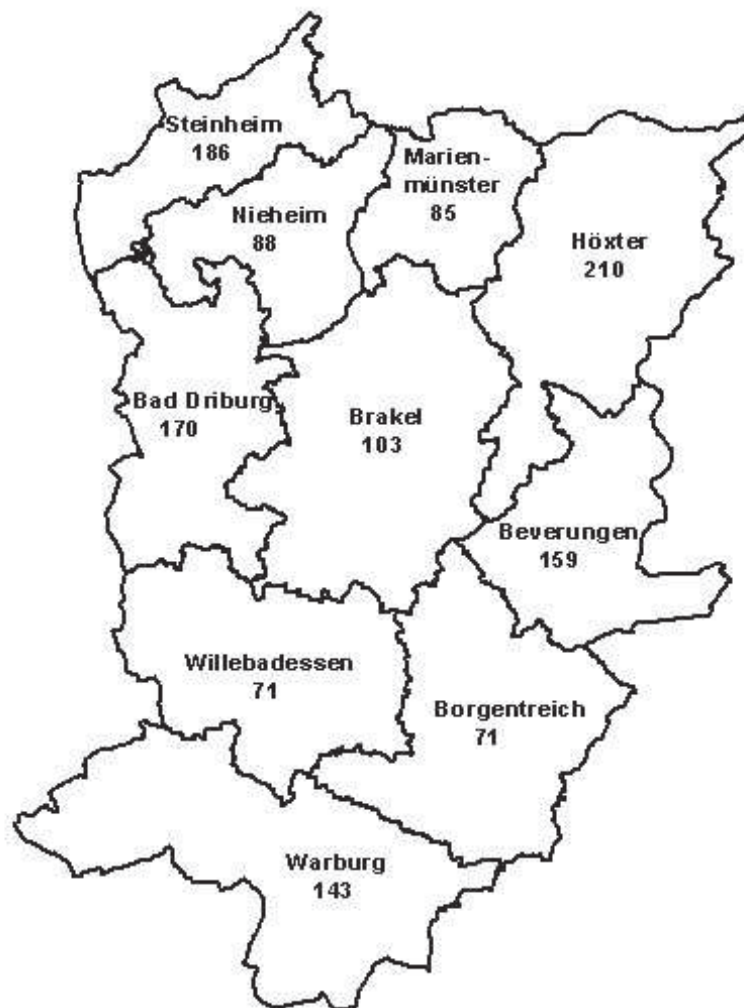 Steinheim
186
Marien-
münster
85
Nieheim
88
Höxter
210
Bad Driburg
170
Brakel
103
Beverungen
159
Willebadessen
71
Borgentreich
71
Warburg
143